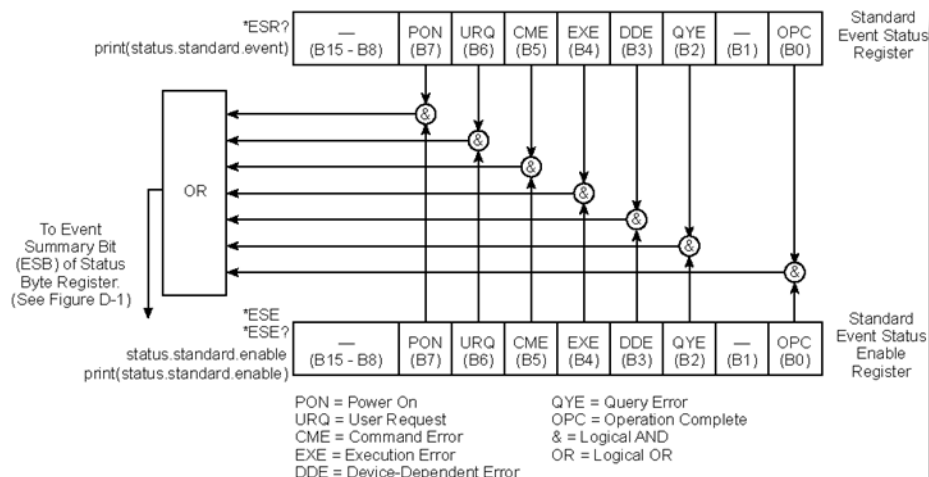 *ESR?
print(status.standard.event)
—
(B15 - B8)
PON
(B7)
URQ
(B6)
CME
(B5)
EXE
(B4)
DDE
(B3)
QYE
(B2)
—
(B1)
OPC
(B0)
Standard
Event Status
Register
&
&
&
&
&
&
&
OR
To Event
Summary Bit
(ESB) of Status
Byte Register.
(See Figure D-1)
*ESE
*ESE?
status.standard.enable
print(status.standard.enable)
—
(B15 - B8)
PON
(B7)
URQ
(B6)
CME
(B5)
EXE
(B4)
DDE
(B3)
QYE
(B2)
—
(B1)
OPC
(B0)
Standard
Event Status
Enable
Register
PON = Power On
URQ = User Request
CME = Command Error
EXE = Execution Error
DDE = Device-Dependent Error
QYE = Query Error
OPC = Operation Complete
& = Logical AND
OR = Logical OR